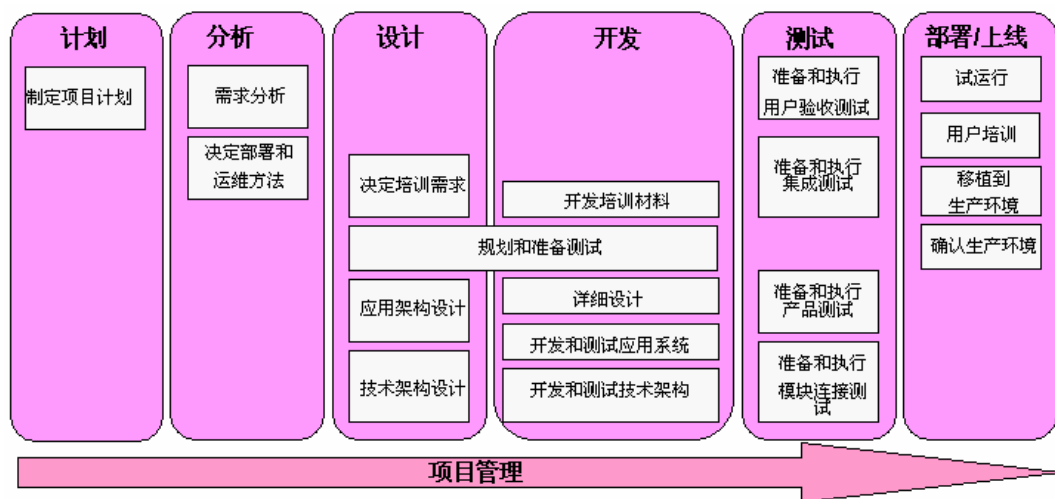 计划
制定项目计划
分析
需求分析
决定部署和
运维方法
设计
决定培训需求
规划和准备测试
应用架构设计
技术架构设计
开发
开发培训材料
详细设计
开发和测试应用系统
开发和测试技术架构
测试
准备和执行
用户验收测试
准备和执行
集成测试
准备和执行
产品测试
准备和执行
模块连接测
试
部署/上线
试运行
用户培训
移植到
生产环境
确认生产环境
项目管理